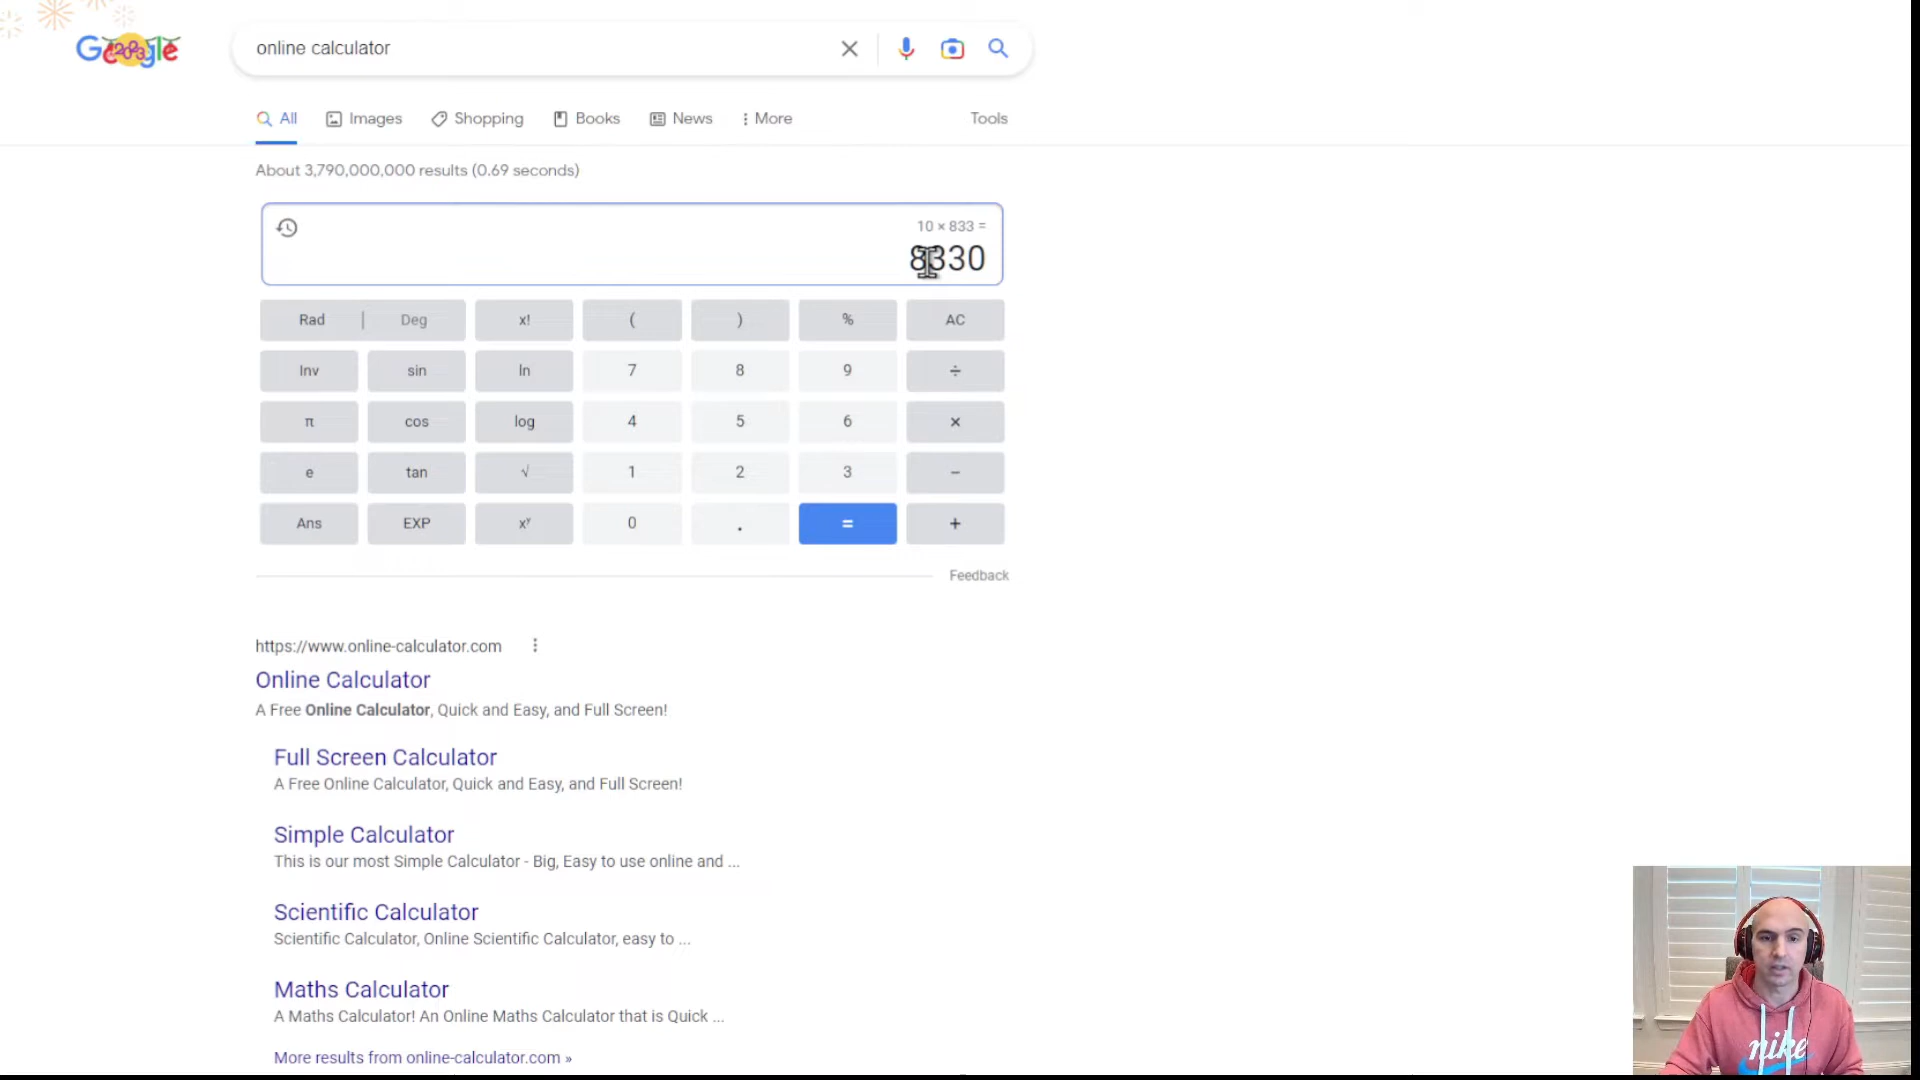 Google
2023
online calculator
All
Images
Shopping
Books
News
More
Tools
About 3,790,000,000 results (0.69 seconds)
10 × 833 =
8330
Rad | Deg x! ( ) % AC
Inv sin ln 7 8 9 ÷
π cos log 4 5 6 ×
e tan √ 1 2 3 −
Ans EXP xʸ 0 . = +
Feedback
https://www.online-calculator.com
Online Calculator
A Free Online Calculator, Quick and Easy, and Full Screen!
Full Screen Calculator
A Free Online Calculator, Quick and Easy, and Full Screen!
Simple Calculator
This is our most Simple Calculator - Big, Easy to use online and ...
Scientific Calculator
Scientific Calculator, Online Scientific Calculator, easy to ...
Maths Calculator
A Maths Calculator! An Online Maths Calculator that is Quick ...
More results from online-calculator.com »
nike